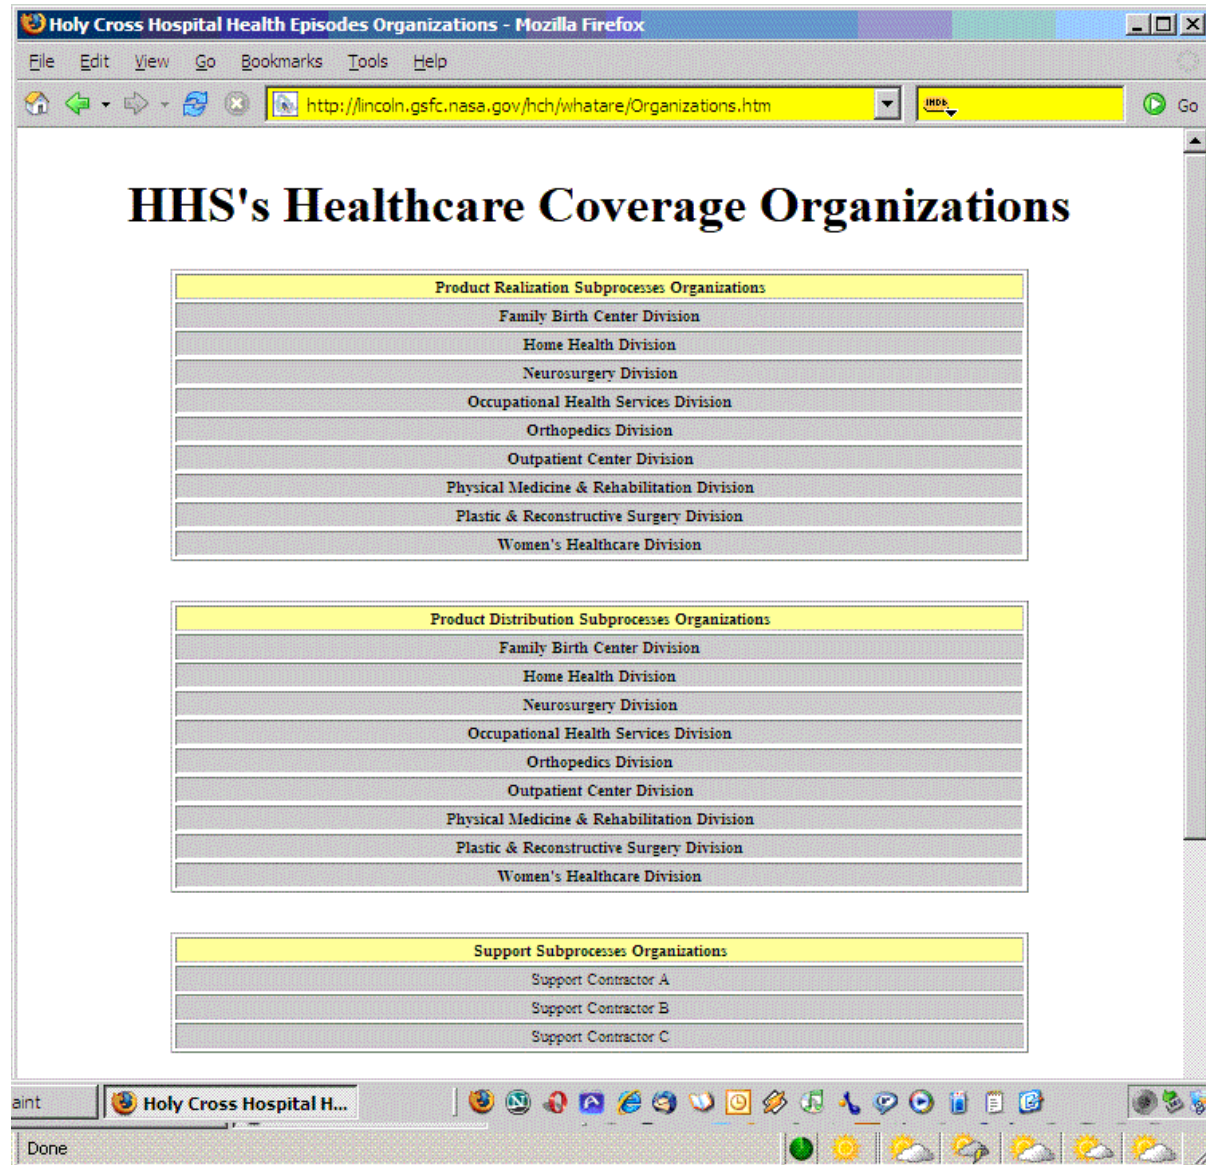 Holy Cross Hospital Health Episodes Organizations - Mozilla Firefox
File Edit View Go Bookmarks Tools Help
http://lincoln.gsfc.nasa.gov/hch/whatare/Organizations.htm IMDb Go
HHS's Healthcare Coverage Organizations
Product Realization Subprocesses Organizations
Family Birth Center Division
Home Health Division
Neurosurgery Division
Occupational Health Services Division
Orthopedics Division
Outpatient Center Division
Physical Medicine & Rehabilitation Division
Plastic & Reconstructive Surgery Division
Women's Healthcare Division
Product Distribution Subprocesses Organizations
Family Birth Center Division
Home Health Division
Neurosurgery Division
Occupational Health Services Division
Orthopedics Division
Outpatient Center Division
Physical Medicine & Rehabilitation Division
Plastic & Reconstructive Surgery Division
Women's Healthcare Division
Support Subprocesses Organizations
Support Contractor A
Support Contractor B
Support Contractor C
aint Holy Cross Hospital H...
Done